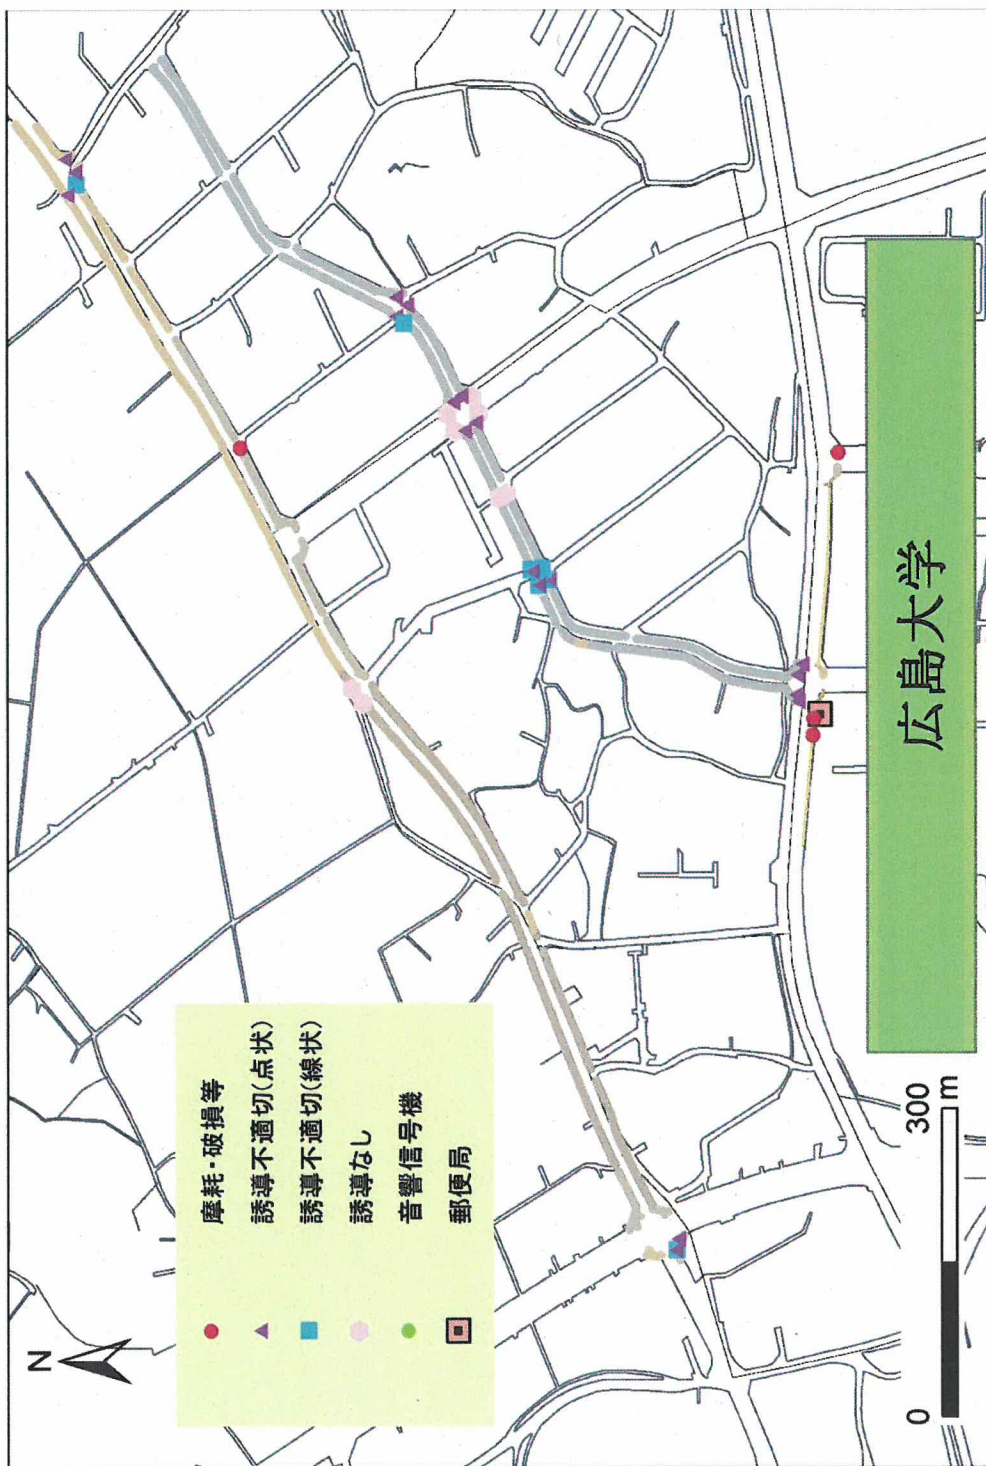 N
摩耗・破損等
誘導不適切(点状)
誘導不適切(線状)
誘導なし
音響信号機
郵便局
広島大学
0 300
m